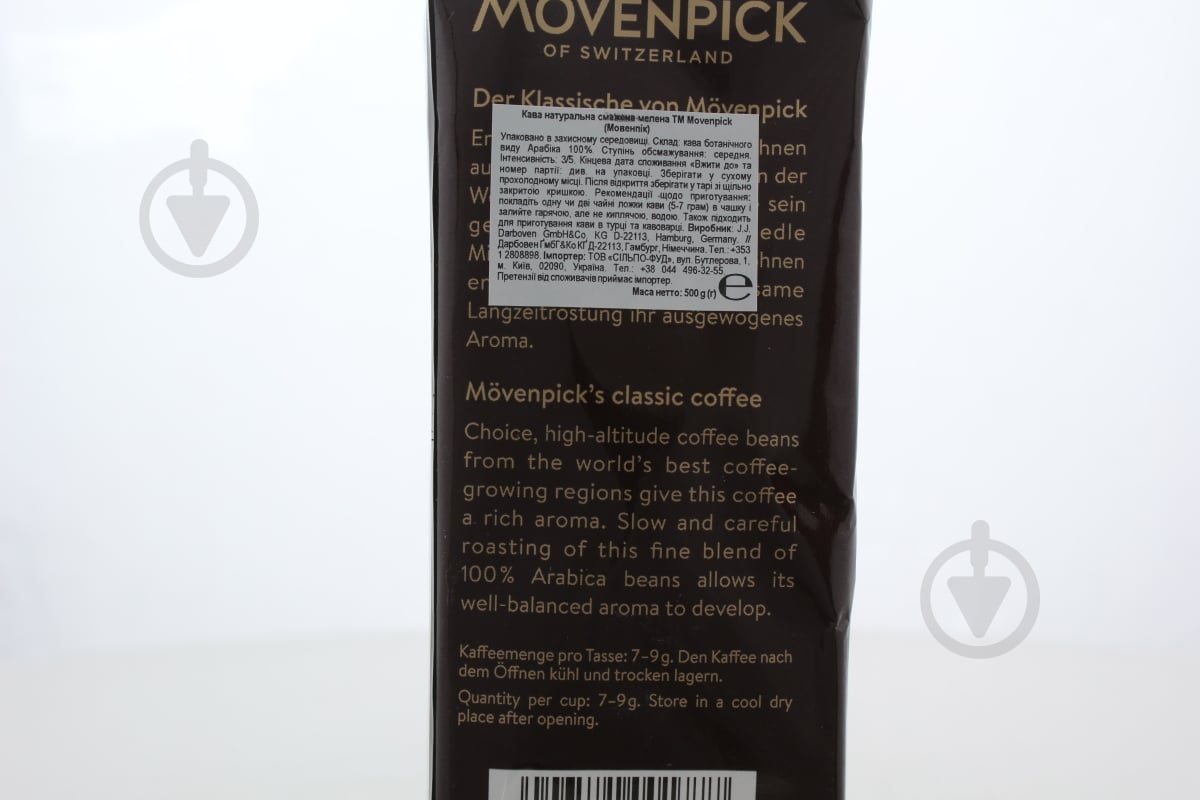 MÖVENPICK
OF SWITZERLAND
Der Klassische von Mövenpick
Кава натуральна смажена мелена ТМ Movenpick
(Мовенпік)
Упаковано в захисному середовищі. Склад: кава ботанічного
виду Арабіка 100%. Ступінь обсмажування: середня.
Інтенсивність: 3/5. Кінцева дата споживання «Вжити до» та
номер партії: див. на упаковці. Зберігати у сухому
прохолодному місці. Після відкриття зберігати у тарі зі щільно
закритою кришкою. Рекомендації щодо приготування:
покладіть одну чи дві чайні ложки кави (5-7 грам) в чашку і
залийте гарячою, але не киплячою, водою. Також підходить
для приготування кави в турці та кавоварці. Виробник: J.J.
Darboven GmbH&Co, KG D-22113, Hamburg, Germany. //
Дарбовен ҐмбГ&Ко КҐ Д-22113, Гамбург, Німеччина. Тел.: +353
1 2808898. Імпортер: ТОВ «СІЛЬПО-ФУД», вул. Бутлерова, 1,
м. Київ, 02090, Україна. Тел.: +38 044 496-32-55.
Претензії від споживачів приймає імпортер.
Маса нетто: 500 g (г) e
der
sein
Langzeitröstung ihr ausgewogenes
Aroma.
Mövenpick's classic coffee
Choice, high-altitude coffee beans
from the world's best coffee-
growing regions give this coffee
a rich aroma. Slow and careful
roasting of this fine blend of
100% Arabica beans allows its
well-balanced aroma to develop.
Kaffeemenge pro Tasse: 7–9 g. Den Kaffee nach
dem Öffnen kühl und trocken lagern.
Quantity per cup: 7–9 g. Store in a cool dry
place after opening.